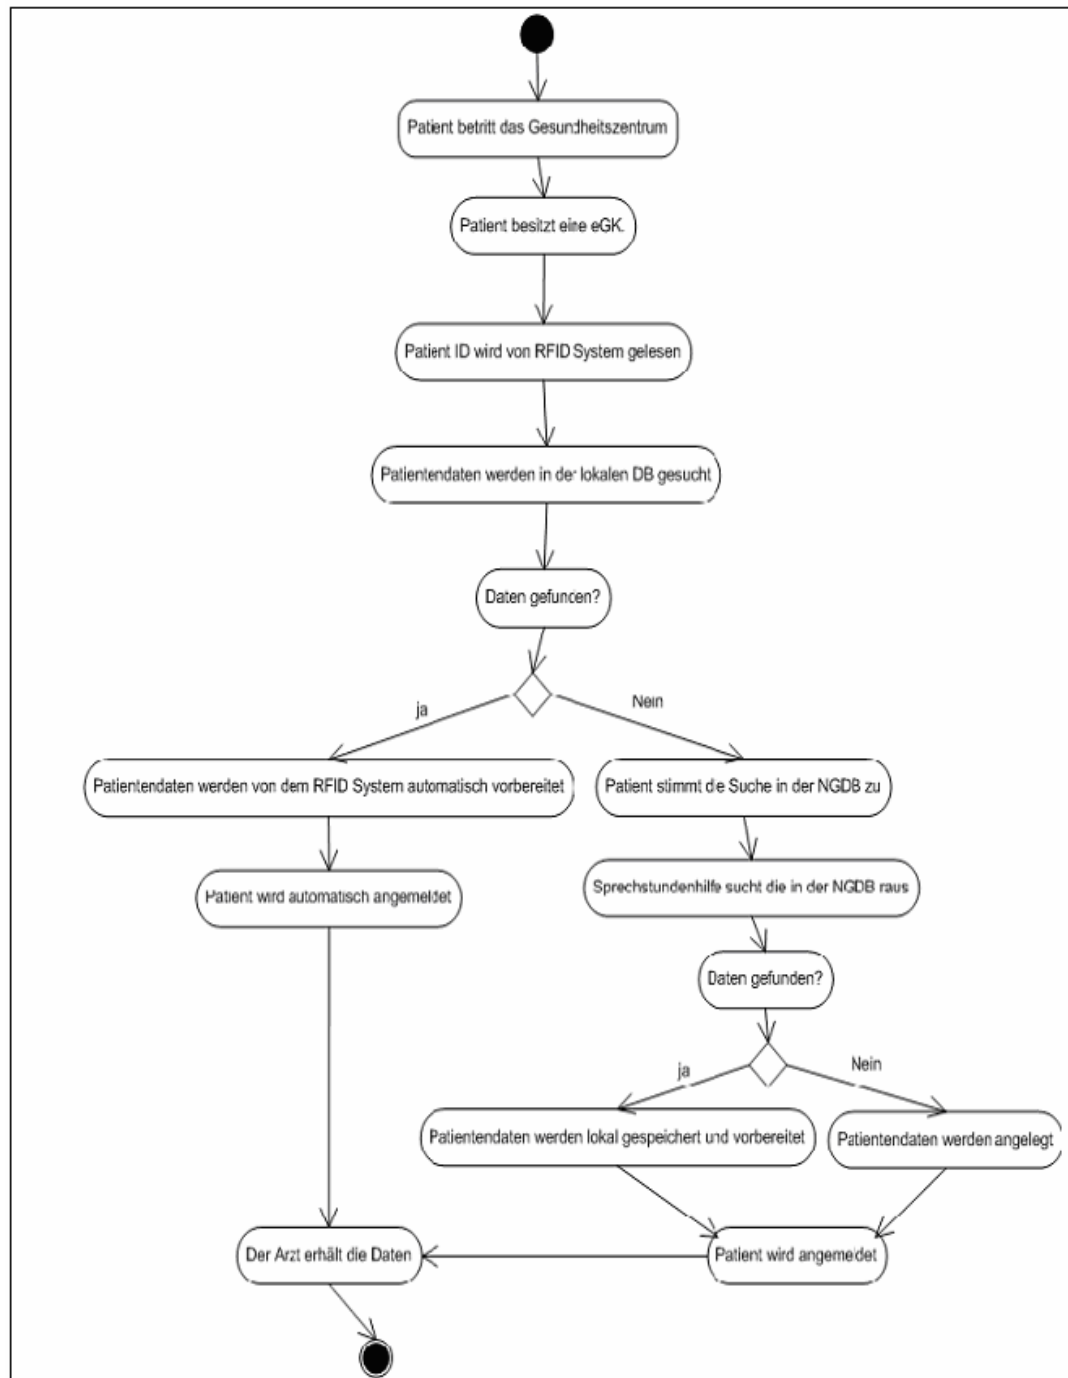 Patient betritt das Gesundheitszentrum
Patient besitzt eine eGK.
Patient ID wird von RFID System gelesen
Patientendaten werden in der lokalen DB gesucht
Daten gefunden?
ja
Nein
Patientendaten werden von dem RFID System automatisch vorbereitet
Patient stimmt die Suche in der NGDB zu
Patient wird automatisch angemeldet
Sprechstundenhilfe sucht die in der NGDB raus
Daten gefunden?
ja
Nein
Patientendaten werden lokal gespeichert und vorbereitet
Patientendaten werden angelegt
Der Arzt erhält die Daten
Patient wird angemeldet